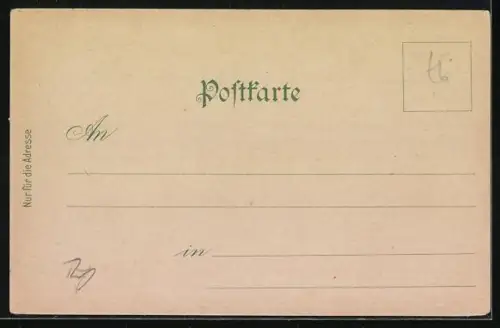 Poſtkarte
An
Nur für die Adresse
in